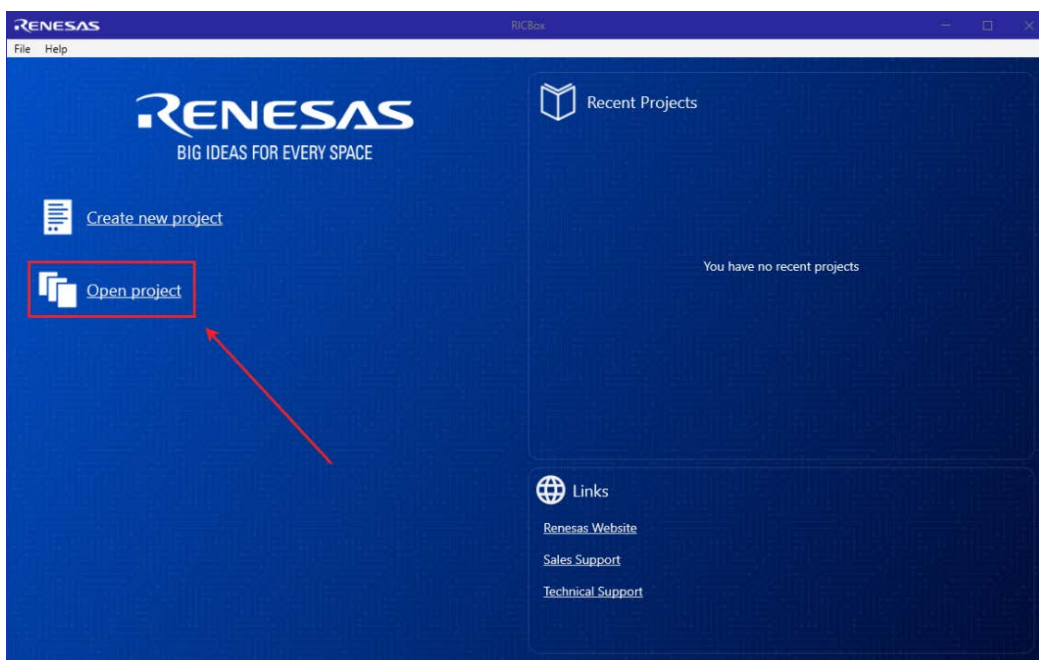 RENESAS
RICBox
File Help
RENESAS
BIG IDEAS FOR EVERY SPACE
Create new project
Open project
Recent Projects
You have no recent projects
Links
Renesas Website
Sales Support
Technical Support